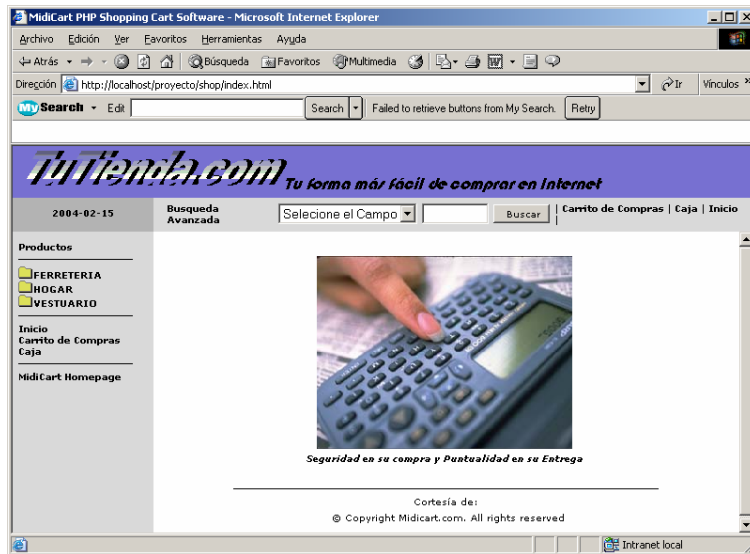 MidiCart PHP Shopping Cart Software - Microsoft Internet Explorer
Archivo Edición Ver Favoritos Herramientas Ayuda
Atrás Búsqueda Favoritos Multimedia
Dirección http://localhost/proyecto/shop/index.html Ir Vínculos »
My Search Edit Search Failed to retrieve buttons from My Search. Retry
TuTienda.com Tu forma más fácil de comprar en Internet
2004-02-15 Busqueda Avanzada Selecione el Campo Buscar | Carrito de Compras | Caja | Inicio |
Productos
FERRETERIA
HOGAR
VESTUARIO
Inicio
Carrito de Compras
Caja
MidiCart Homepage
Seguridad en su compra y Puntualidad en su Entrega
Cortesía de:
© Copyright Midicart.com. All rights reserved
Intranet local